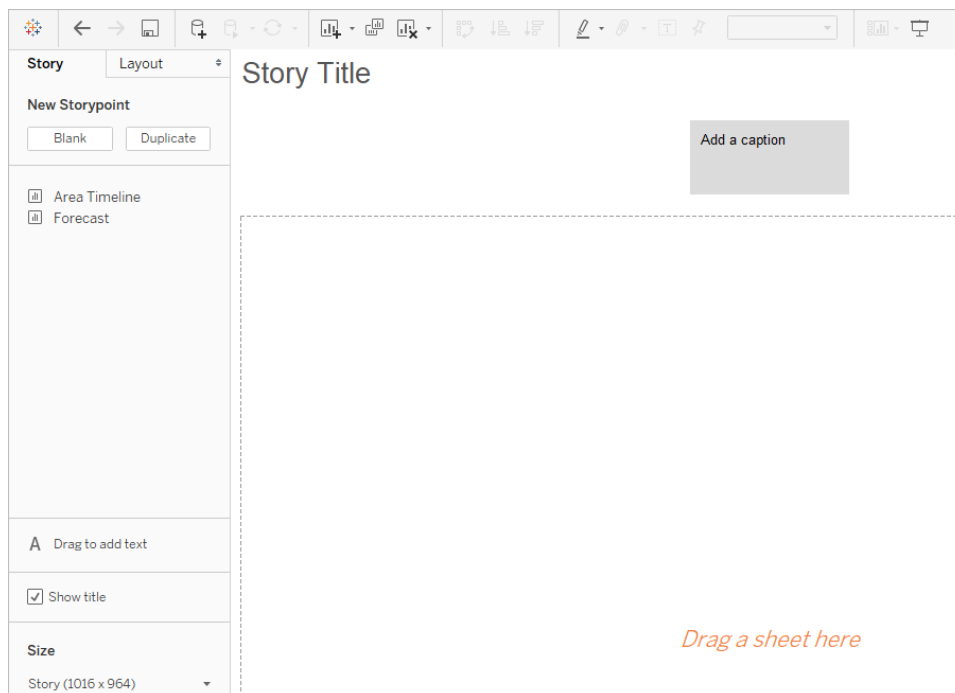 Story Layout
Story Title
New Storypoint
Blank Duplicate
Add a caption
Area Timeline
Forecast
A Drag to add text
Show title
Drag a sheet here
Size
Story (1016 x 964)